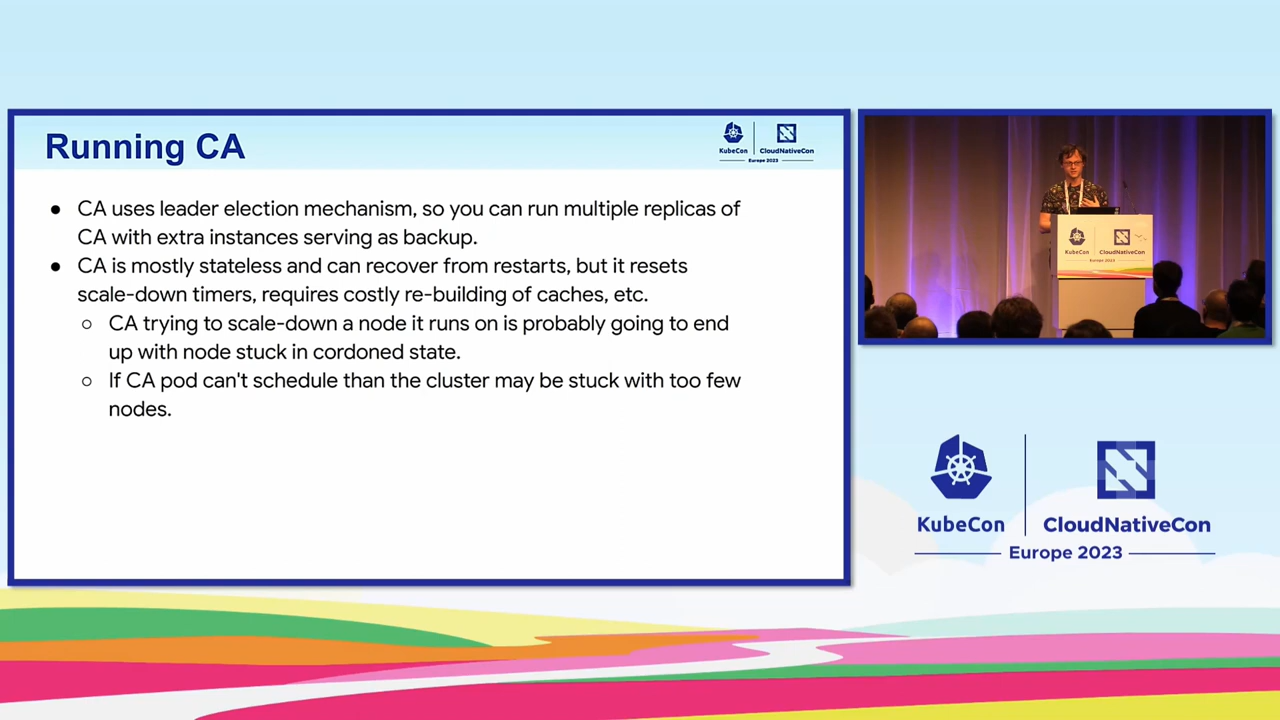 Running CA
KubeCon
CloudNativeCon
Europe 2023
● CA uses leader election mechanism, so you can run multiple replicas of
CA with extra instances serving as backup.
● CA is mostly stateless and can recover from restarts, but it resets
scale-down timers, requires costly re-building of caches, etc.
○ CA trying to scale-down a node it runs on is probably going to end
up with node stuck in cordoned state.
○ If CA pod can't schedule than the cluster may be stuck with too few
nodes.
KubeCon
CloudNativeCon
Europe 2023
KubeCon
CloudNativeCon
Europe 2023